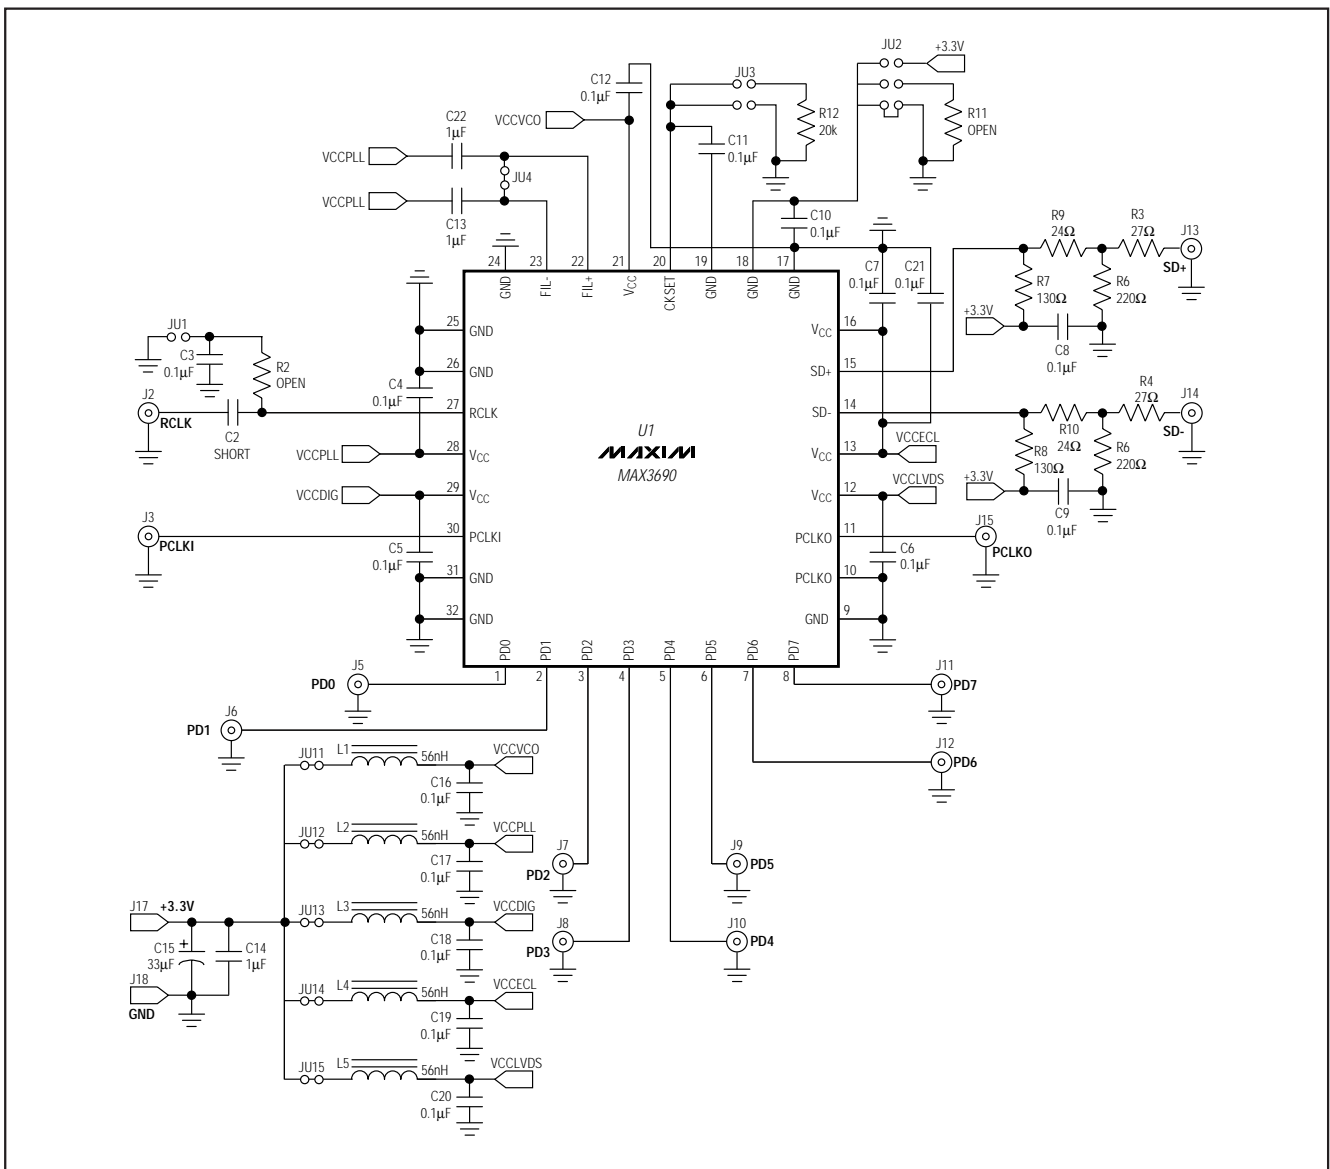 JU2
+3.3V
R11
OPEN
JU3
R12
20k
C12
0.1µF
VCCVCO
C11
0.1µF
C22
1µF
VCCPLL
JU4
VCCPLL
C13
1µF
C10
0.1µF
24
23
22
21
20
19
18
17
GND
FIL-
FIL+
VCC
CKSET
GND
GND
GND
C7
0.1µF
C21
0.1µF
R9
24Ω
R3
27Ω
J13
SD+
R7
130Ω
R6
220Ω
+3.3V
C8
0.1µF
R4
27Ω
J14
SD-
R10
24Ω
R8
130Ω
R6
220Ω
+3.3V
C9
0.1µF
JU1
C3
0.1µF
R2
OPEN
J2
RCLK
C2
SHORT
C4
0.1µF
VCCPLL
VCCDIG
J3
PCLKI
C5
0.1µF
25
GND
26
GND
27
RCLK
28
VCC
29
VCC
30
PCLKI
31
GND
32
GND
U1
MAXIM
MAX3690
VCC
16
SD+
15
SD-
14
VCC
13
VCC
12
PCLKO
11
PCLKO
10
GND
9
VCCECL
VCCLVDS
J15
PCLKO
C6
0.1µF
PD0
PD1
PD2
PD3
PD4
PD5
PD6
PD7
1
2
3
4
5
6
7
8
J5
PD0
J6
PD1
J11
PD7
J12
PD6
J7
PD2
J9
PD5
J8
PD3
J10
PD4
JU11
L1
56nH
VCCVCO
C16
0.1µF
JU12
L2
56nH
VCCPLL
C17
0.1µF
J17
+3.3V
JU13
L3
56nH
VCCDIG
C18
0.1µF
+
C15
33µF
C14
1µF
J18
GND
JU14
L4
56nH
VCCECL
C19
0.1µF
JU15
L5
56nH
VCCLVDS
C20
0.1µF